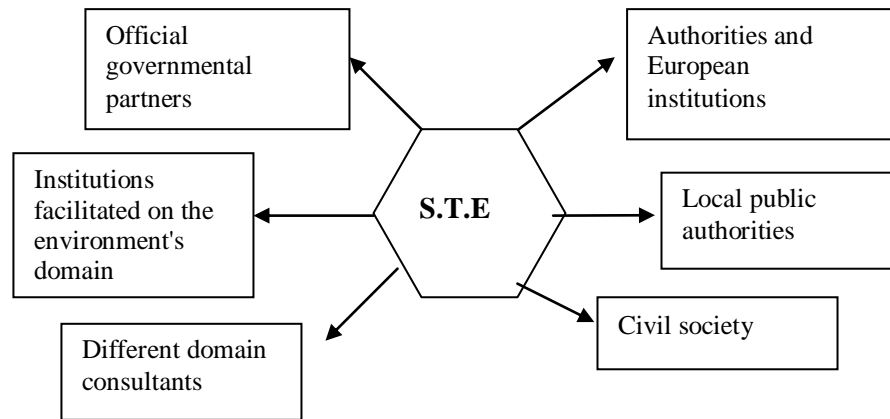 Official
governmental
partners
Authorities and
European
institutions
Institutions
facilitated on the
environment's
domain
S.T.E
Local public
authorities
Different domain
consultants
Civil society